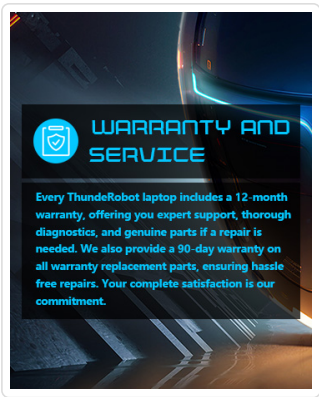 WARRANTY AND
SERVICE
Every ThundeRobot laptop includes a 12-month
warranty, offering you expert support, thorough
diagnostics, and genuine parts if a repair is
needed. We also provide a 90-day warranty on
all warranty replacement parts, ensuring hassle
free repairs. Your complete satisfaction is our
commitment.